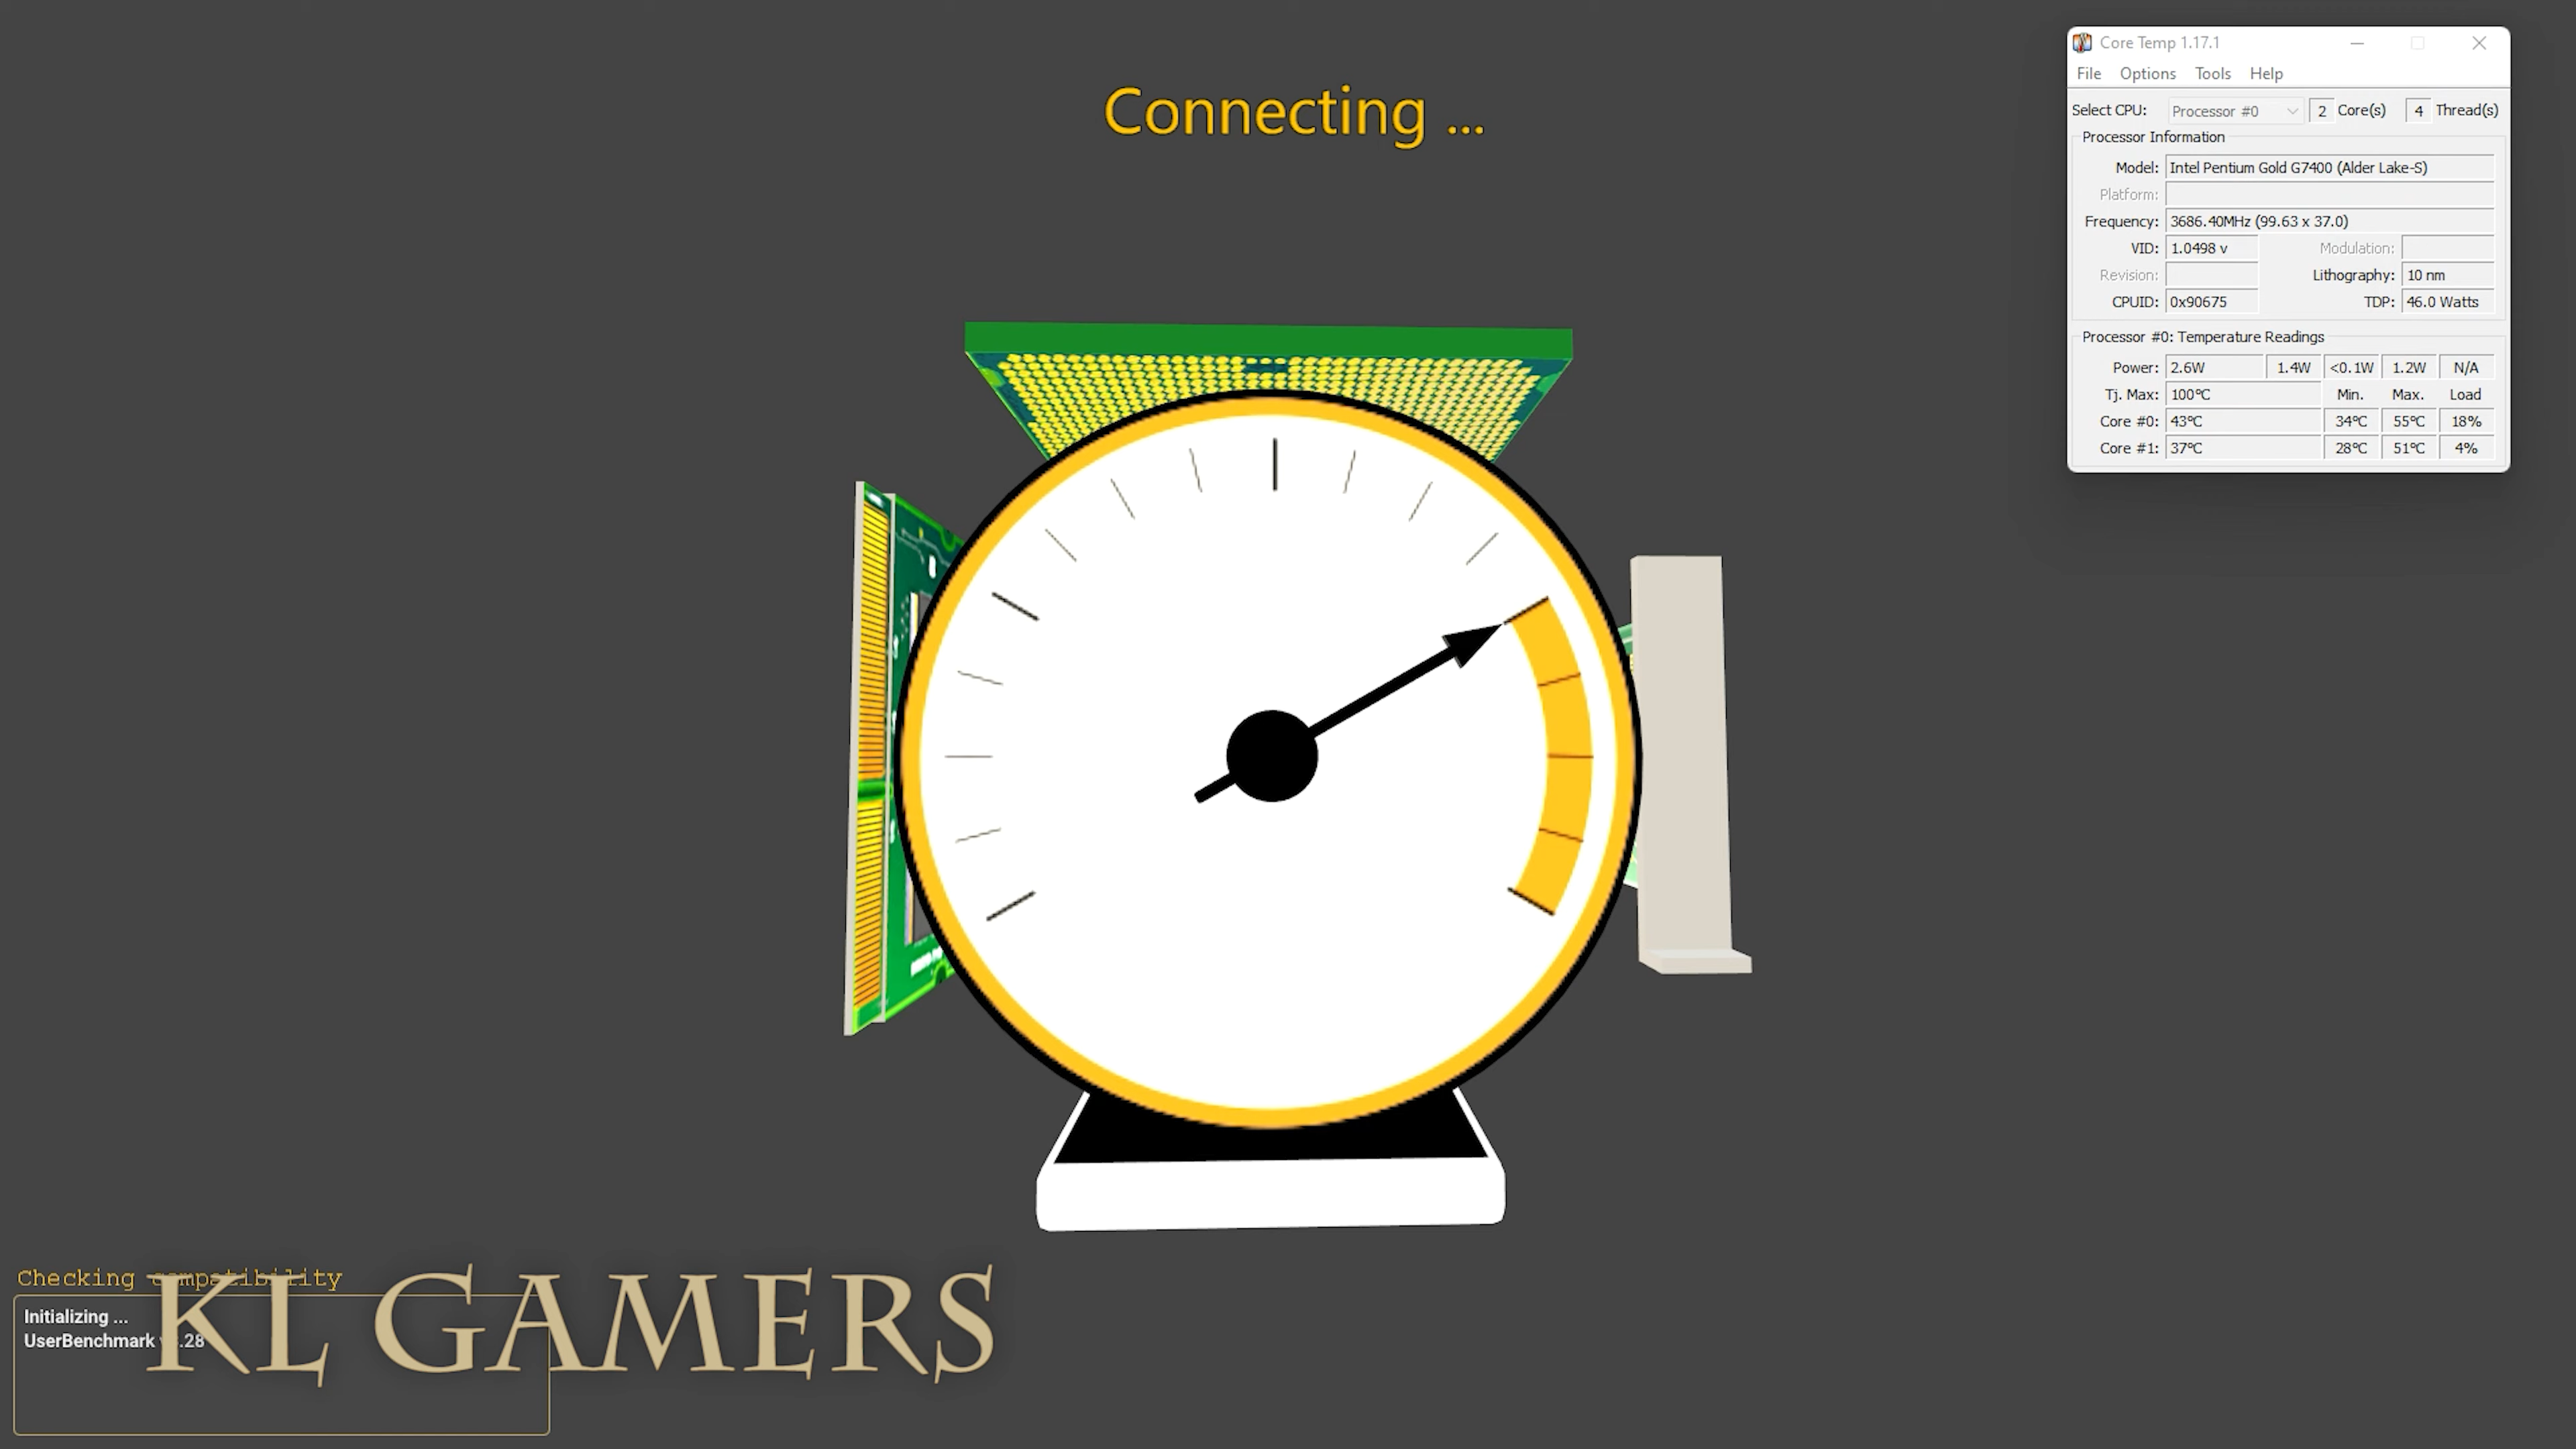 Connecting ...
Core Temp 1.17.1
File Options Tools Help
Select CPU: Processor #0 2 Core(s) 4 Thread(s)
Processor Information
Model: Intel Pentium Gold G7400 (Alder Lake-S)
Platform:
Frequency: 3686.40MHz (99.63 x 37.0)
VID: 1.0498 v Modulation:
Revision: Lithography: 10 nm
CPUID: 0x90675 TDP: 46.0 Watts
Processor #0: Temperature Readings
Power: 2.6W 1.4W <0.1W 1.2W N/A
Tj. Max: 100°C Min. Max. Load
Core #0: 43°C 34°C 55°C 18%
Core #1: 37°C 28°C 51°C 4%
Checking compatibility
Initializing ...
UserBenchmark .28
KL GAMERS